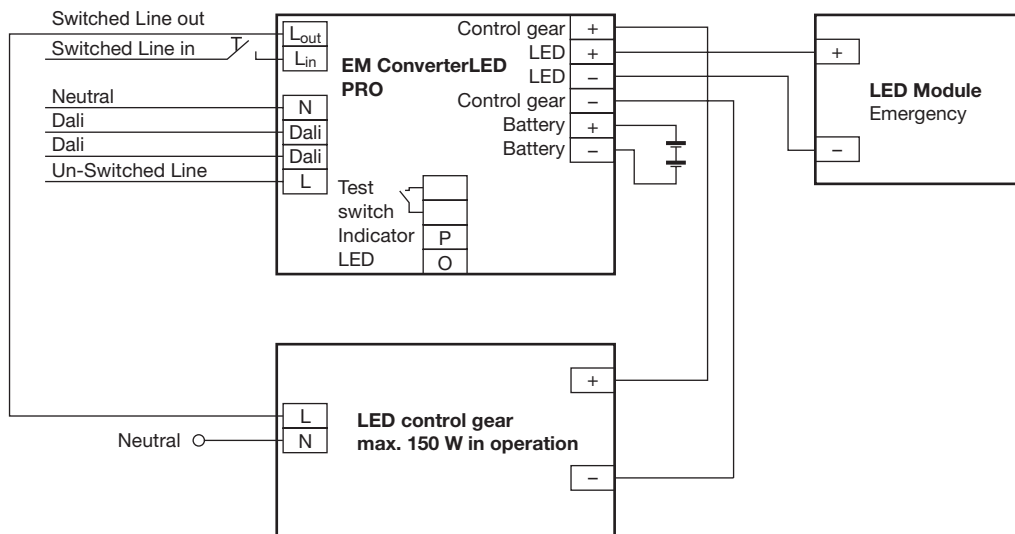 Switched Line out
Switched Line in
Neutral
Dali
Dali
Un-Switched Line
Lout
Lin
N
Dali
Dali
L
EM ConverterLED
PRO
Control gear +
LED +
LED –
Control gear –
Battery +
Battery –
Test
switch
Indicator P
LED O
+
–
LED Module
Emergency
L
N
Neutral
LED control gear
max. 150 W in operation
+
–